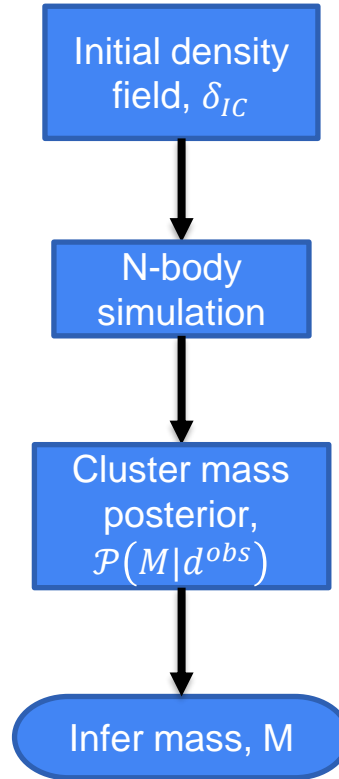 Initial density
field, δ_IC
N-body
simulation
Cluster mass
posterior,
𝒫(M|d^obs)
Infer mass, M